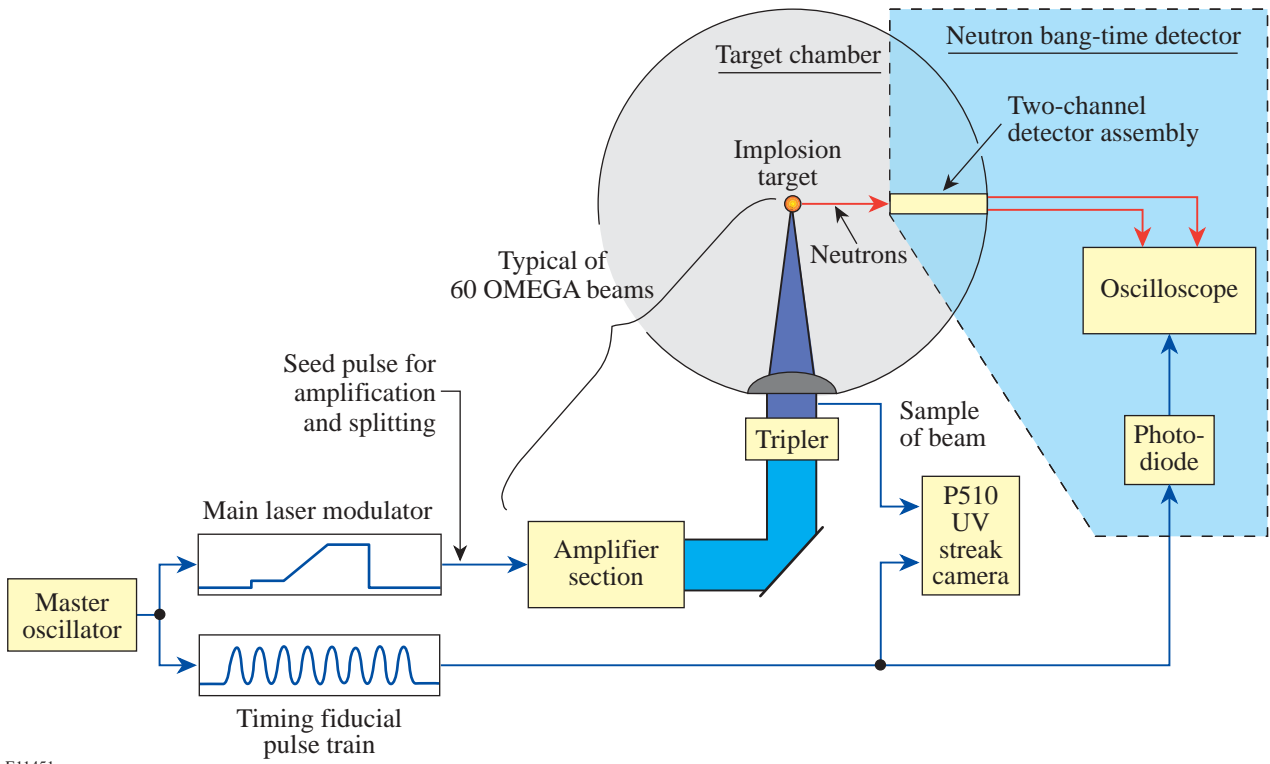 Target chamber
Neutron bang-time detector
Two-channel
detector assembly
Implosion
target
Neutrons
Typical of
60 OMEGA beams
Oscilloscope
Seed pulse for
amplification
and splitting
Sample
of beam
Tripler
Photo-
diode
P510
UV
streak
camera
Main laser modulator
Amplifier
section
Master
oscillator
Timing fiducial
pulse train